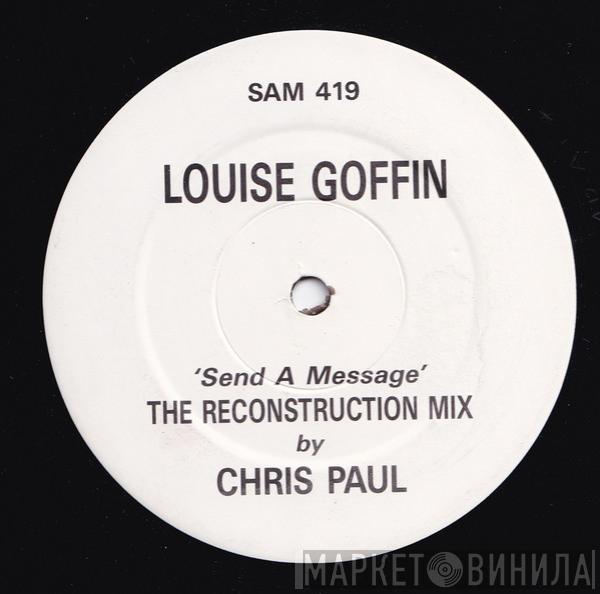 SAM 419
LOUISE GOFFIN
'Send A Message'
THE RECONSTRUCTION MIX
by
CHRIS PAUL
МАРКЕТ ВИНИЛА